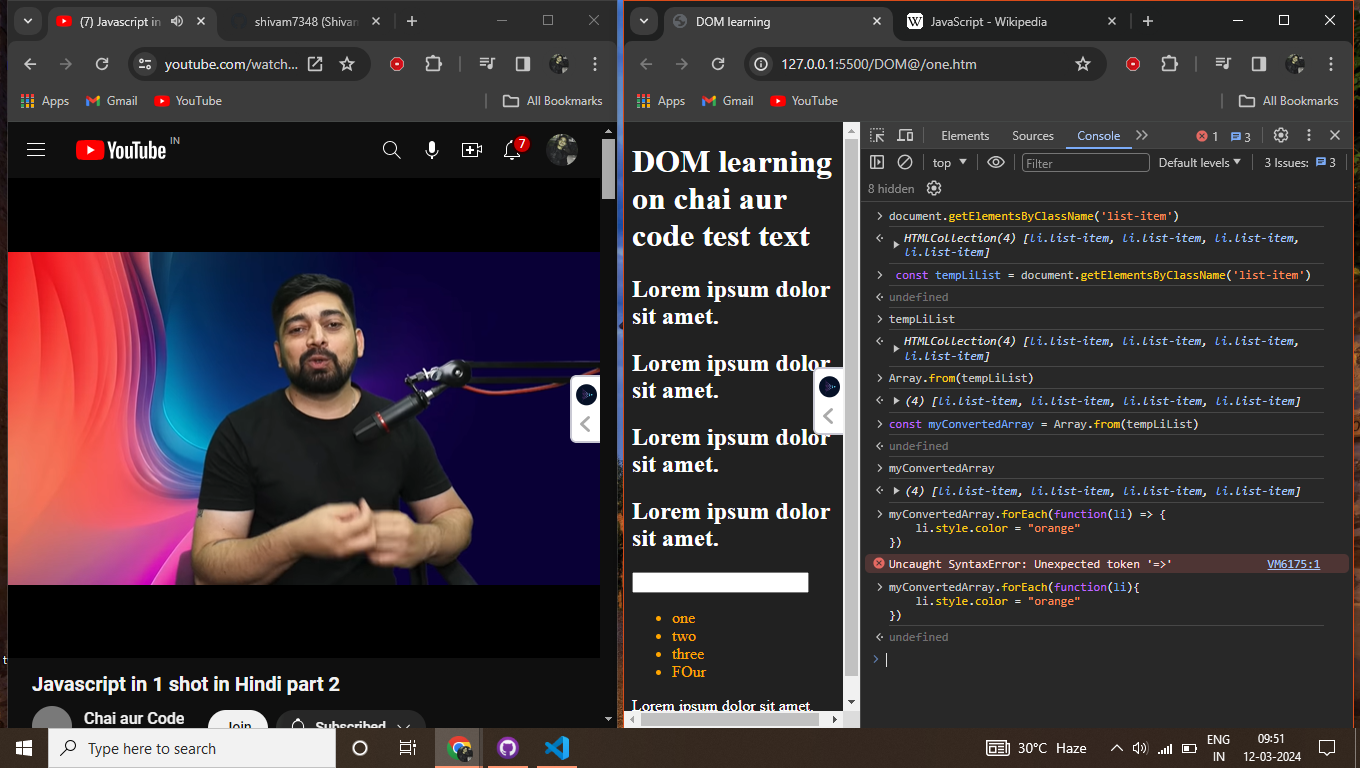 (7) Javascript in
shivam7348 (Shivam
youtube.com/watch...
Apps
Gmail
YouTube
All Bookmarks
YouTube IN
7
Javascript in 1 shot in Hindi part 2
Chai aur Code
Join
Subscribed
DOM learning
W JavaScript - Wikipedia
127.0.0.1:5500/DOM@/one.htm
Apps
Gmail
YouTube
All Bookmarks
DOM learning
on chai aur
code test text
Lorem ipsum dolor
sit amet.
Lorem ipsum dolor
sit amet.
Lorem ipsum dolor
sit amet.
Lorem ipsum dolor
sit amet.
one
two
three
FOur
Lorem ipsum dolor sit amet.
Elements Sources Console 1 3
top Filter Default levels 3 Issues: 3
8 hidden
document.getElementsByClassName('list-item')
HTMLCollection(4) [li.list-item, li.list-item, li.list-item,
li.list-item]
const tempLiList = document.getElementsByClassName('list-item')
undefined
tempLiList
HTMLCollection(4) [li.list-item, li.list-item, li.list-item,
li.list-item]
Array.from(tempLiList)
(4) [li.list-item, li.list-item, li.list-item, li.list-item]
const myConvertedArray = Array.from(tempLiList)
undefined
myConvertedArray
(4) [li.list-item, li.list-item, li.list-item, li.list-item]
myConvertedArray.forEach(function(li) => {
li.style.color = "orange"
})
Uncaught SyntaxError: Unexpected token '=>' VM6175:1
myConvertedArray.forEach(function(li){
li.style.color = "orange"
})
undefined
Type here to search
30°C Haze
ENG
IN
09:51
12-03-2024